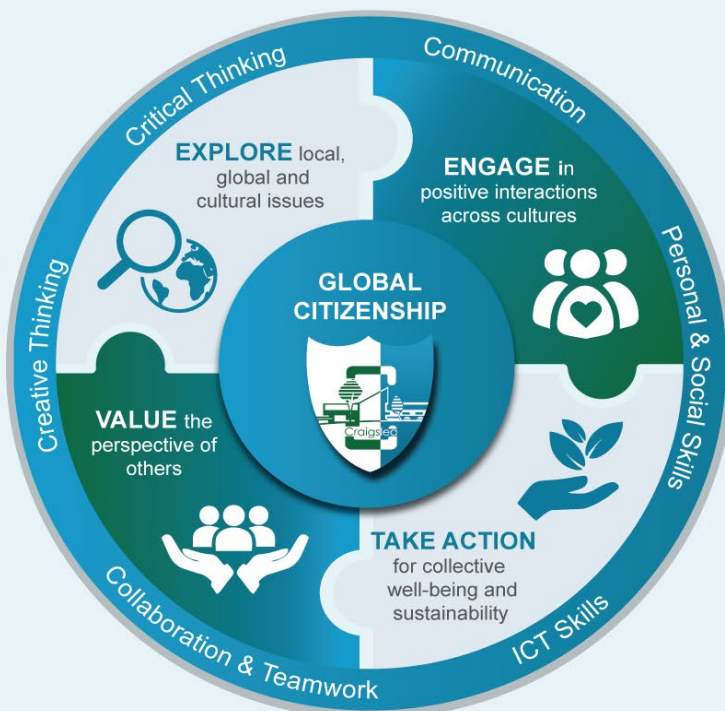 Critical Thinking
Communication
EXPLORE local,
global and
cultural issues
ENGAGE in
positive interactions
across cultures
Creative Thinking
GLOBAL
CITIZENSHIP
Personal & Social Skills
VALUE the
perspective of
others
TAKE ACTION
for collective
well-being and
sustainability
Collaboration & Teamwork
ICT Skills